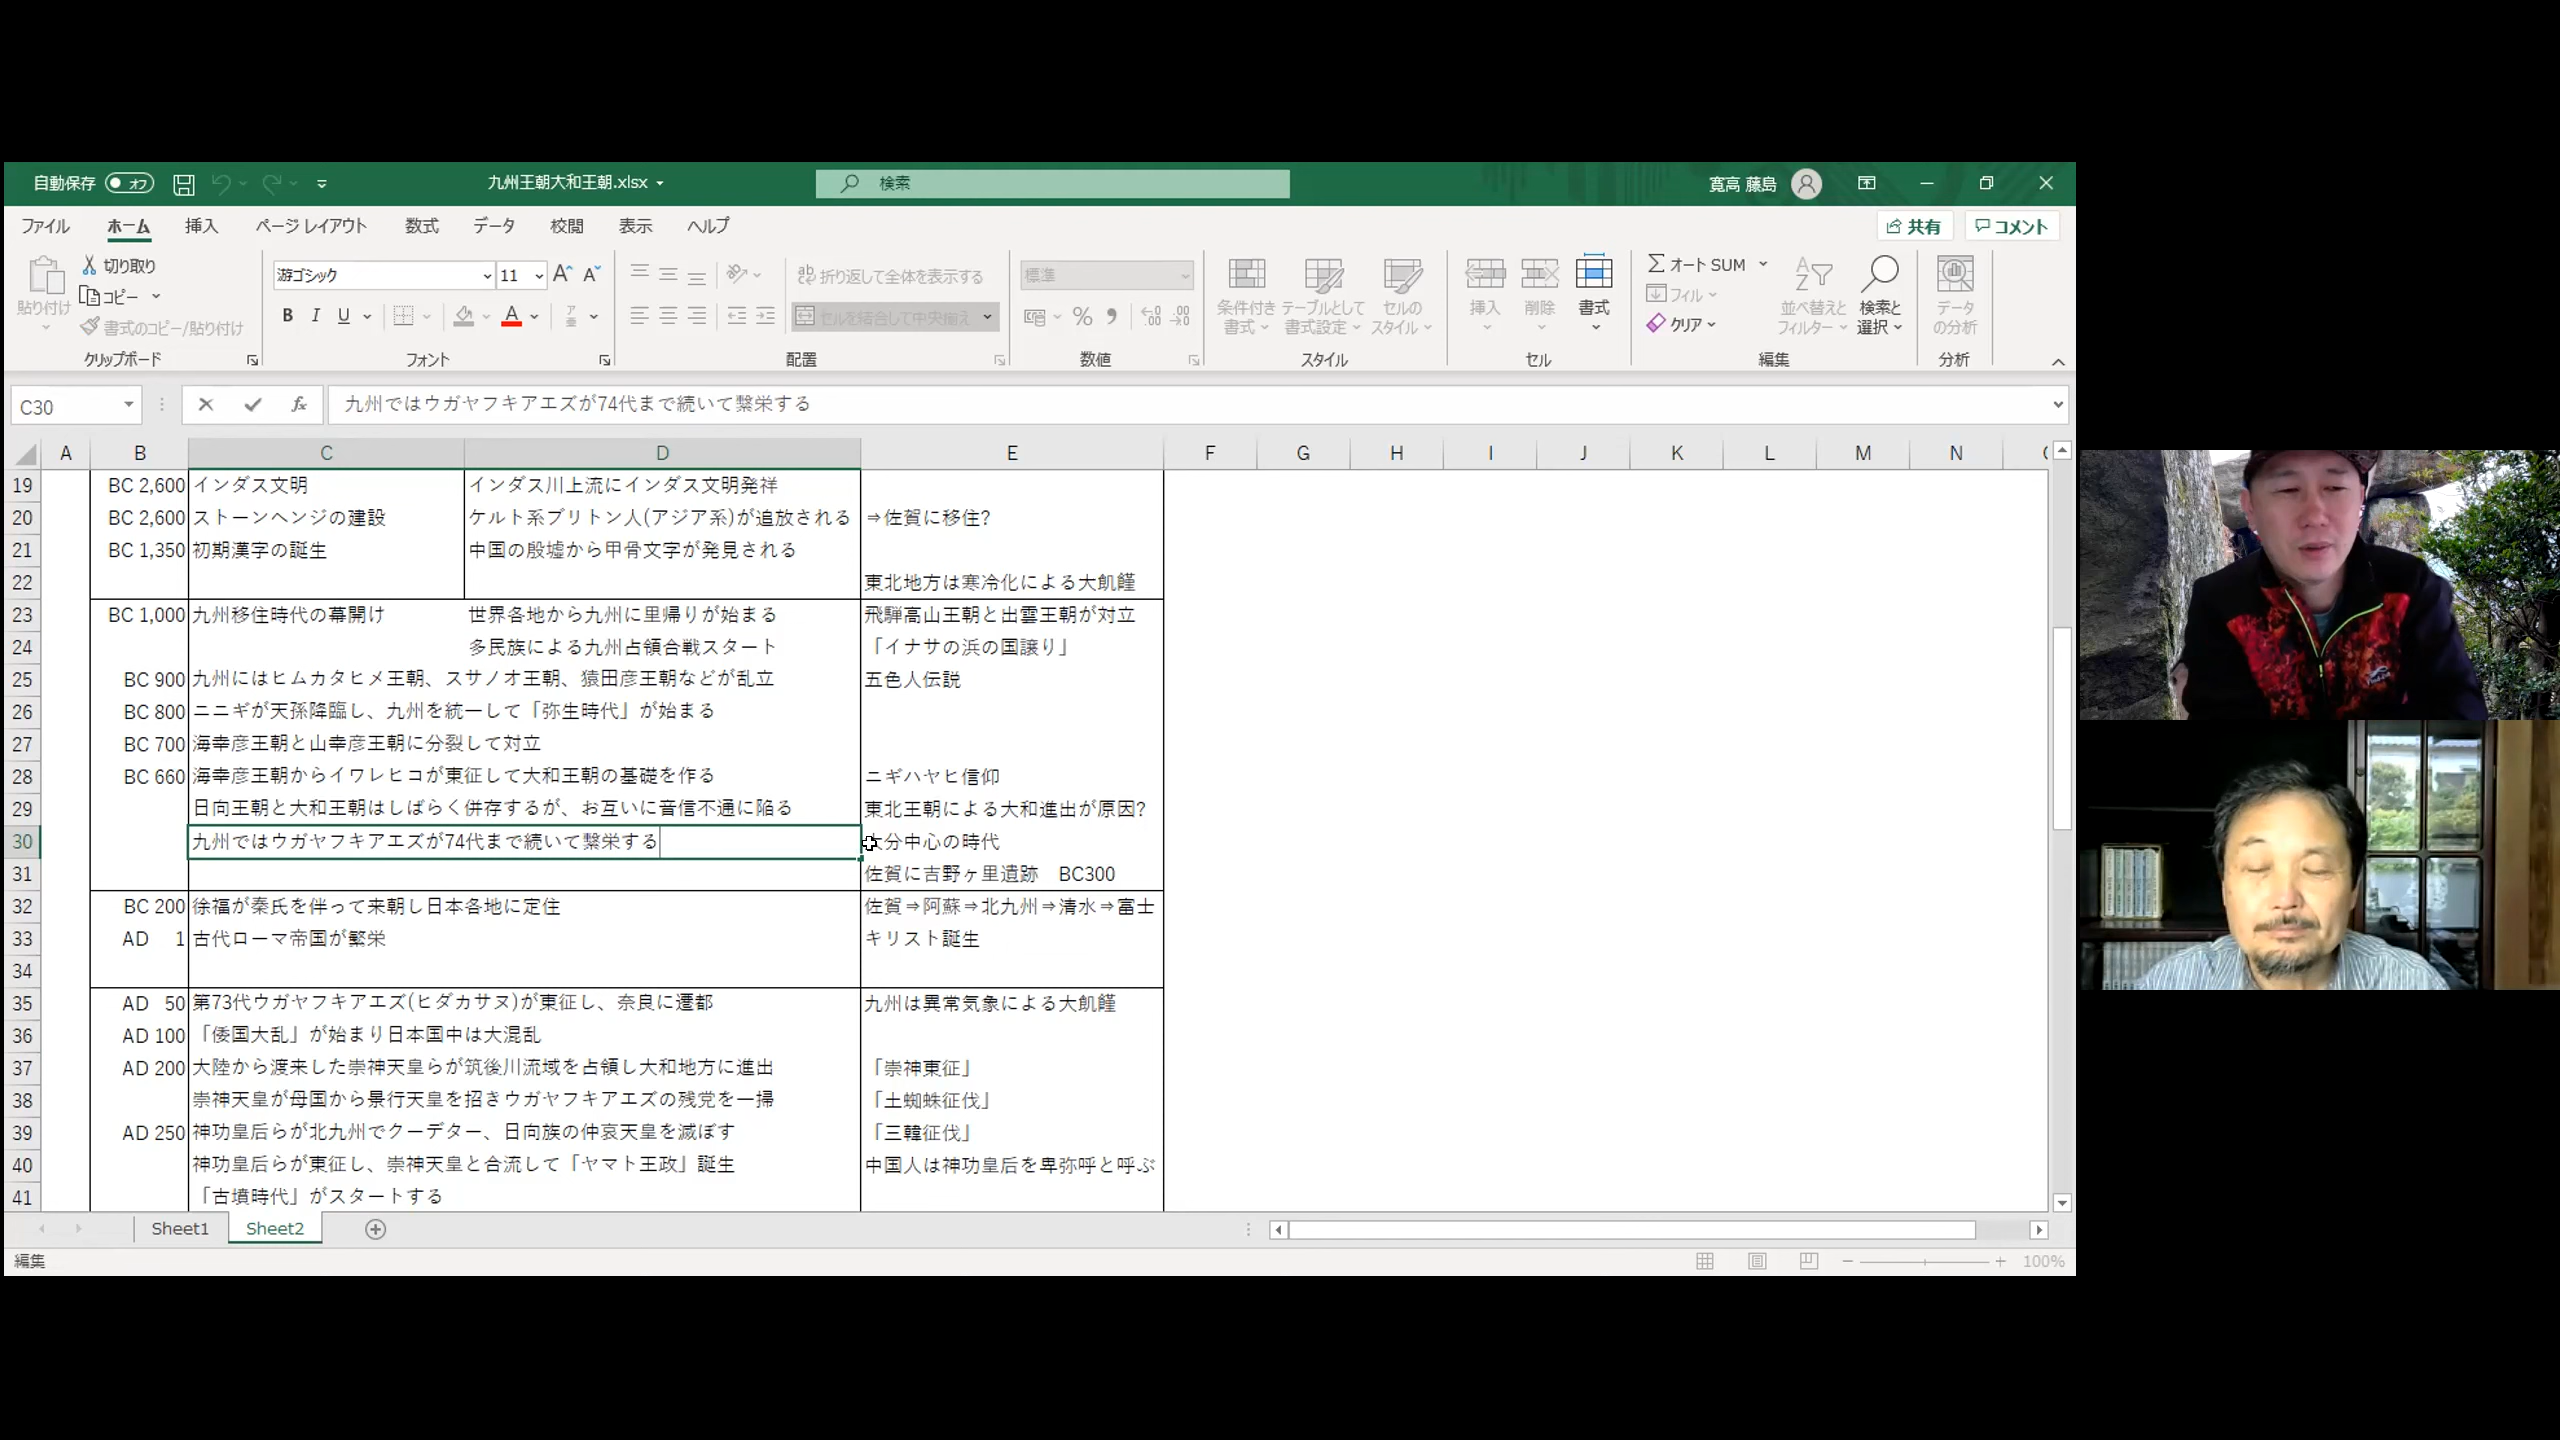 自動保存 オフ 九州王朝大和王朝.xlsx 検索 寛高 藤島
ファイル ホーム 挿入 ページ レイアウト 数式 データ 校閲 表示 ヘルプ 共有 コメント
貼り付け 切り取り コピー 書式のコピー/貼り付け クリップボード
游ゴシック 11 B I U A フォント
折り返して全体を表示する セルを結合して中央揃え 配置
標準 % 数値
条件付き書式 テーブルとして書式設定 セルのスタイル スタイル
挿入 削除 書式 セル
オート SUM フィル クリア 並べ替えとフィルター 検索と選択 編集
データの分析 分析
C30 fx 九州ではウガヤフキアエズが74代まで続いて繁栄する
A B C D E F G H I J K L M N
19 BC 2,600 インダス文明 インダス川上流にインダス文明発祥
20 BC 2,600 ストーンヘンジの建設 ケルト系ブリトン人(アジア系)が追放される ⇒佐賀に移住?
21 BC 1,350 初期漢字の誕生 中国の殷墟から甲骨文字が発見される
22 東北地方は寒冷化による大飢饉
23 BC 1,000 九州移住時代の幕開け 世界各地から九州に里帰りが始まる 飛騨高山王朝と出雲王朝が対立
24 多民族による九州占領合戦スタート 「イナサの浜の国譲り」
25 BC 900 九州にはヒムカタヒメ王朝、スサノオ王朝、猿田彦王朝などが乱立 五色人伝説
26 BC 800 ニニギが天孫降臨し、九州を統一して「弥生時代」が始まる
27 BC 700 海幸彦王朝と山幸彦王朝に分裂して対立
28 BC 660 海幸彦王朝からイワレヒコが東征して大和王朝の基礎を作る ニギハヤヒ信仰
29 日向王朝と大和王朝はしばらく併存するが、お互いに音信不通に陥る 東北王朝による大和進出が原因?
30 九州ではウガヤフキアエズが74代まで続いて繁栄する 大分中心の時代
31 佐賀に吉野ヶ里遺跡 BC300
32 BC 200 徐福が秦氏を伴って来朝し日本各地に定住 佐賀⇒阿蘇⇒北九州⇒清水⇒富士
33 AD 1 古代ローマ帝国が繁栄 キリスト誕生
34
35 AD 50 第73代ウガヤフキアエズ(ヒダカサヌ)が東征し、奈良に遷都 九州は異常気象による大飢饉
36 AD 100 「倭国大乱」が始まり日本国中は大混乱
37 AD 200 大陸から渡来した崇神天皇らが筑後川流域を占領し大和地方に進出 「崇神東征」
38 崇神天皇が母国から景行天皇を招きウガヤフキアエズの残党を一掃 「土蜘蛛征伐」
39 AD 250 神功皇后らが北九州でクーデター、日向族の仲哀天皇を滅ぼす 「三韓征伐」
40 神功皇后らが東征し、崇神天皇と合流して「ヤマト王政」誕生 中国人は神功皇后を卑弥呼と呼ぶ
41 「古墳時代」がスタートする
Sheet1 Sheet2
編集 100%